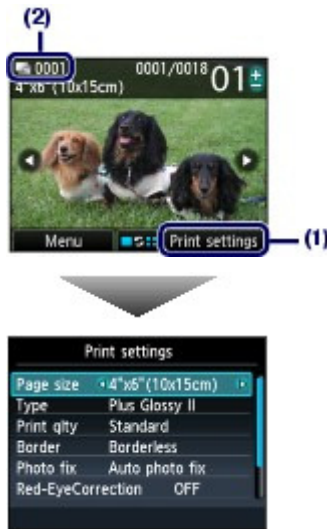 (2)
0001
0001/0018 01
4"x6"(10x15cm)
Menu
Print settings
(1)
Print settings
Page size 4"x6"(10x15cm)
Type Plus Glossy II
Print qlty Standard
Border Borderless
Photo fix Auto photo fix
Red-EyeCorrection OFF